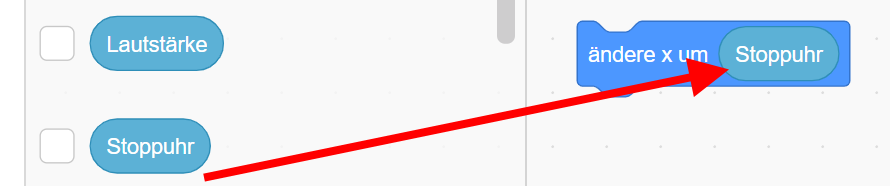 Lautstärke
ändere x um Stoppuhr
Stoppuhr